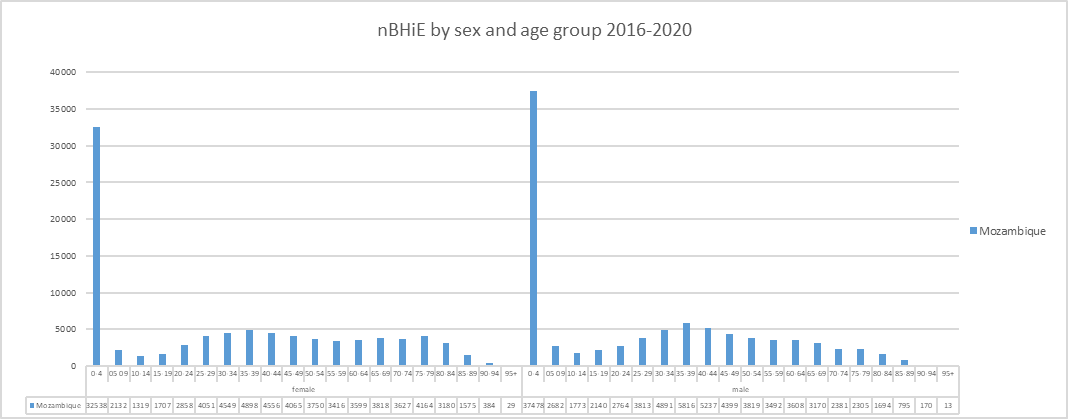 nBHiE by sex and age group 2016-2020
40000
35000
30000
25000
20000
15000
10000
5000
0
0-4 05-09 10-14 15-19 20-24 25-29 30-34 35-39 40-44 45-49 50-54 55-59 60-64 65-69 70-74 75-79 80-84 85-89 90-94 95+ 0-4 05-09 10-14 15-19 20-24 25-29 30-34 35-39 40-44 45-49 50-54 55-59 60-64 65-69 70-74 75-79 80-84 85-89 90-94 95+
female male
Mozambique 32538 2132 1319 1707 2858 4051 4549 4898 4556 4065 3750 3416 3599 3818 3627 4164 3180 1575 384 29 37478 2682 1773 2140 2764 3813 4891 5816 5237 4399 3819 3492 3608 3170 2381 2305 1694 795 170 13
Mozambique